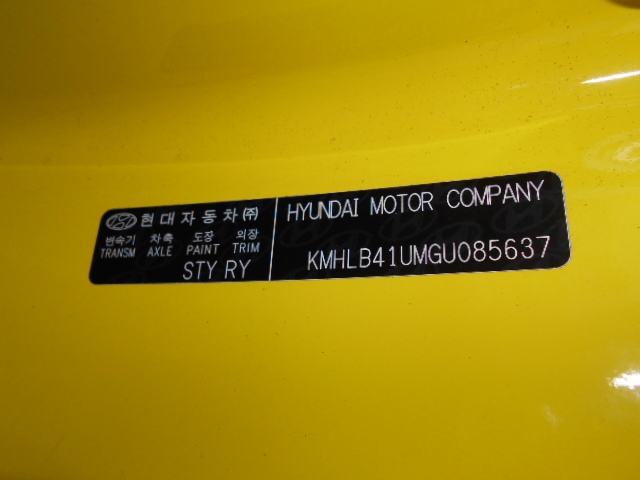 현대자동차㈜
변속기 차축 도장 외장
TRANSM AXLE PAINT TRIM
STY RY
HYUNDAI MOTOR COMPANY
KMHLB41UMGU085637